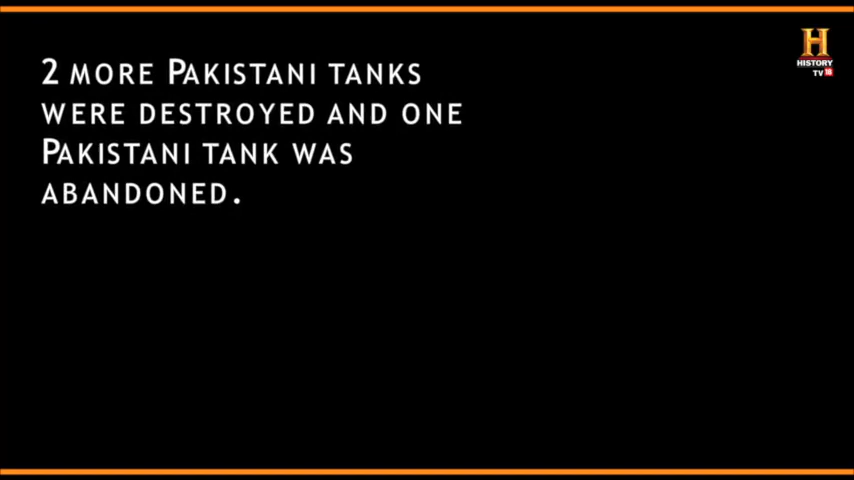 2 MORE PAKISTANI TANKS
WERE DESTROYED AND ONE
PAKISTANI TANK WAS
ABANDONED.
H
HISTORY
TV18